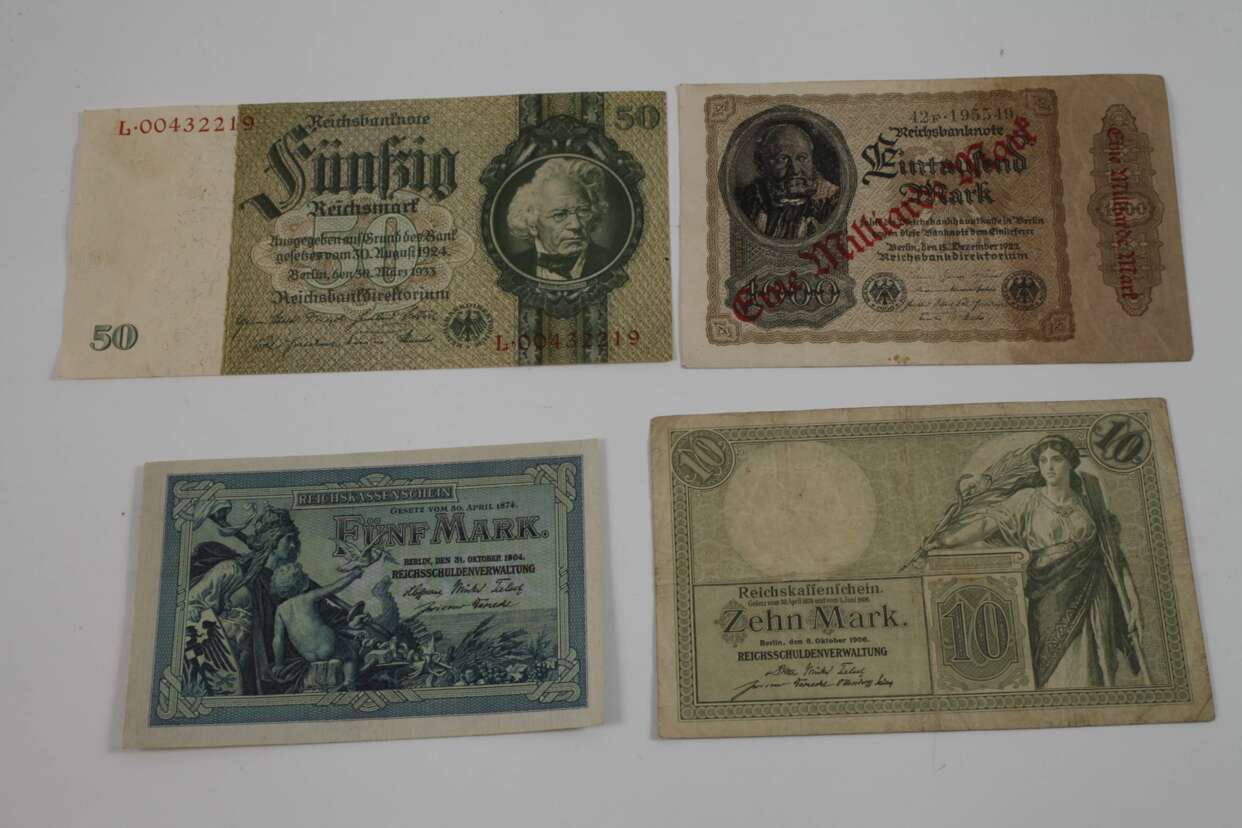 L·00432219
Reichsbanknote
50
Fünfzig
Reichsmark
50
Ausgegeben auf Grund des Bank
gesetzes vom 30. August 1924.
Berlin, den 30. März 1933
Reichsbankdirektorium
50
L·00432219
42F·195549
Reichsbanknote
Eintausend
Mark
Berlin, den 15. Dezember 1922
Reichsbankdirektorium
1000
Eine Milliarde Mark
1000
Eine Milliarde Mark
REICHSKASSENSCHEIN
GESETZ VOM 30. APRIL 1874.
FÜNF MARK.
BERLIN, DEN 31. OKTOBER 1904.
REICHSSCHULDENVERWALTUNG
10
10
Reichskaſſenſchein.
Zehn Mark.
Berlin, den 6. Oktober 1906.
REICHSSCHULDENVERWALTUNG
10